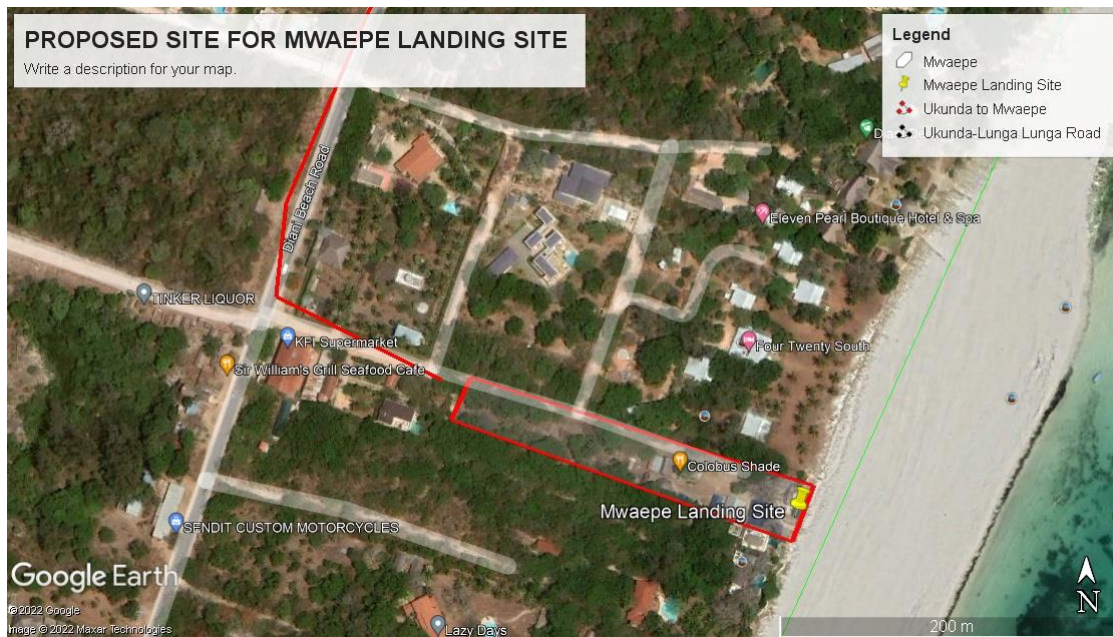 PROPOSED SITE FOR MWAEPE LANDING SITE
Write a description for your map.
Legend
Mwaepe
Mwaepe Landing Site
Ukunda to Mwaepe
Ukunda-Lunga Lunga Road
Diani Beach Road
Eleven Pearl Boutique Hotel & Spa
TINKER LIQUOR
KFI Supermarket
Four Twenty South
Sir William's Grill Seafood Cafe
Colobus Shade
Mwaepe Landing Site
SENDIT CUSTOM MOTORCYCLES
Google Earth
©2022 Google
Image © 2022 Maxar Technologies
Lazy Days
200 m
N